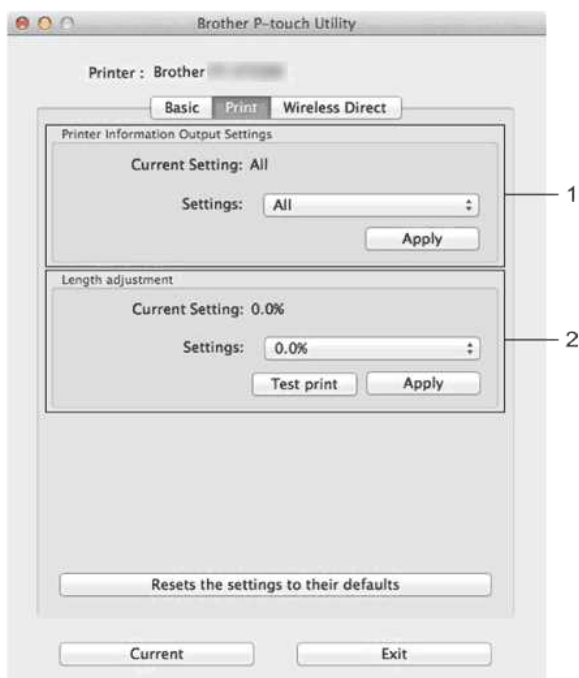 Brother P-touch Utility
Printer : Brother
Basic Print Wireless Direct
Printer Information Output Settings
Current Setting: All
Settings: All
Apply
1
Length adjustment
Current Setting: 0.0%
Settings: 0.0%
2
Test print Apply
Resets the settings to their defaults
Current Exit